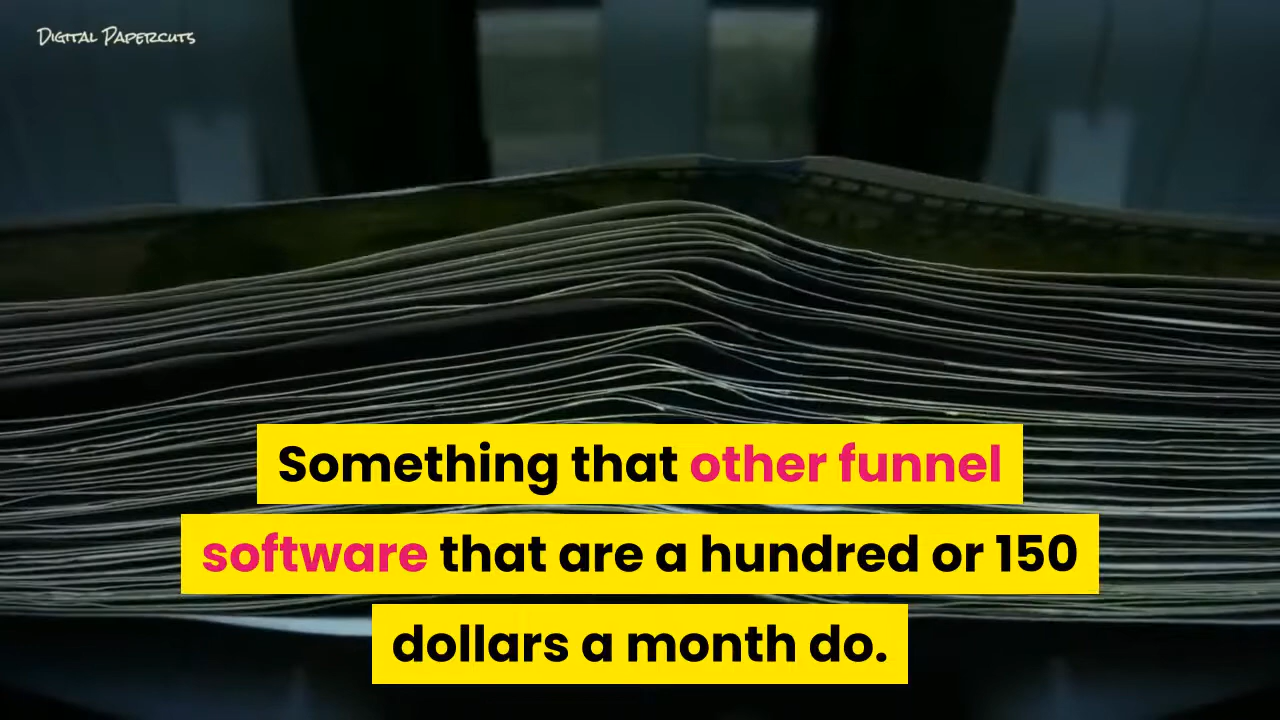 Digital Papercuts
Something that other funnel
software that are a hundred or 150
dollars a month do.